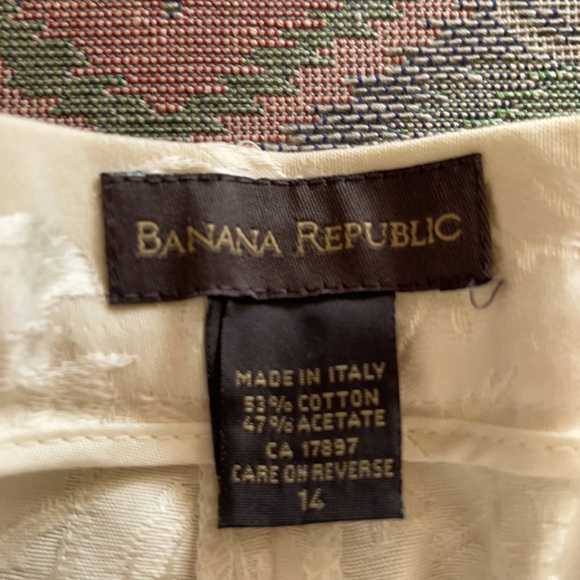 BANANA REPUBLIC
MADE IN ITALY
53% COTTON
47% ACETATE
CA 17897
CARE ON REVERSE
14